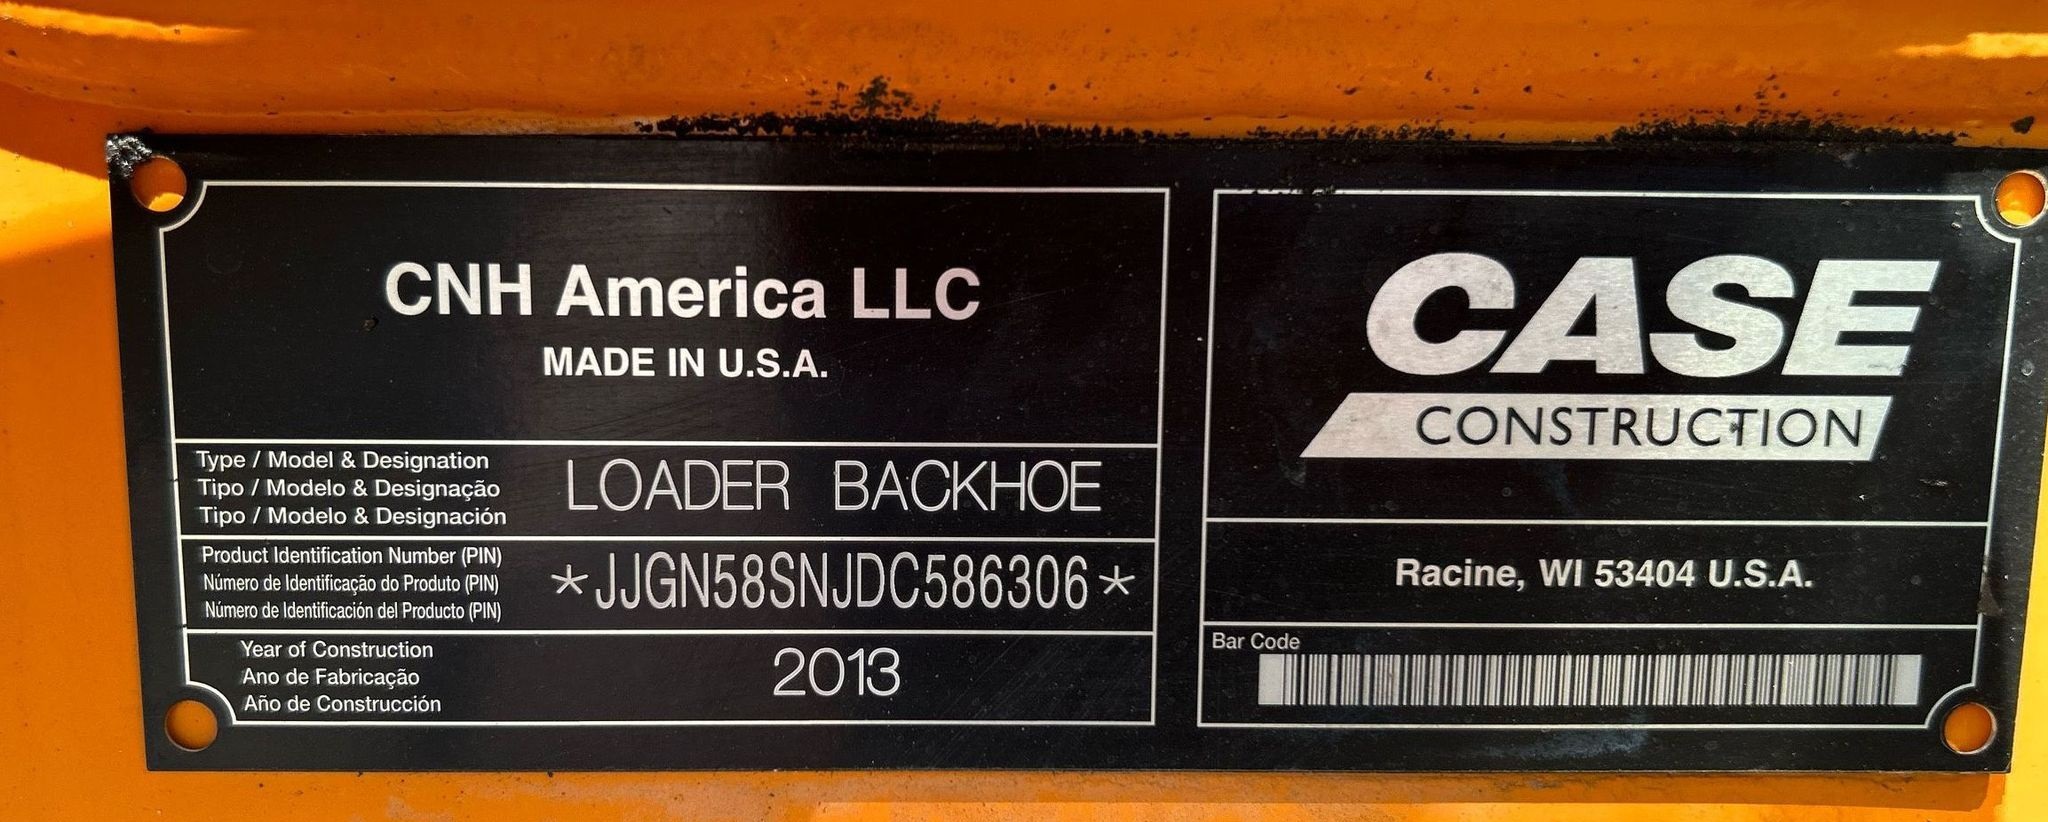 CNH America LLC
MADE IN U.S.A.
Type / Model & Designation
Tipo / Modelo & Designação
Tipo / Modelo & Designación
LOADER BACKHOE
Product Identification Number (PIN)
Número de Identificação do Produto (PIN)
Número de Identificación del Producto (PIN)
*JJGN58SNJDC586306*
Year of Construction
Ano de Fabricação
Año de Construcción
2013
CASE
CONSTRUCTION
Racine, WI 53404 U.S.A.
Bar Code